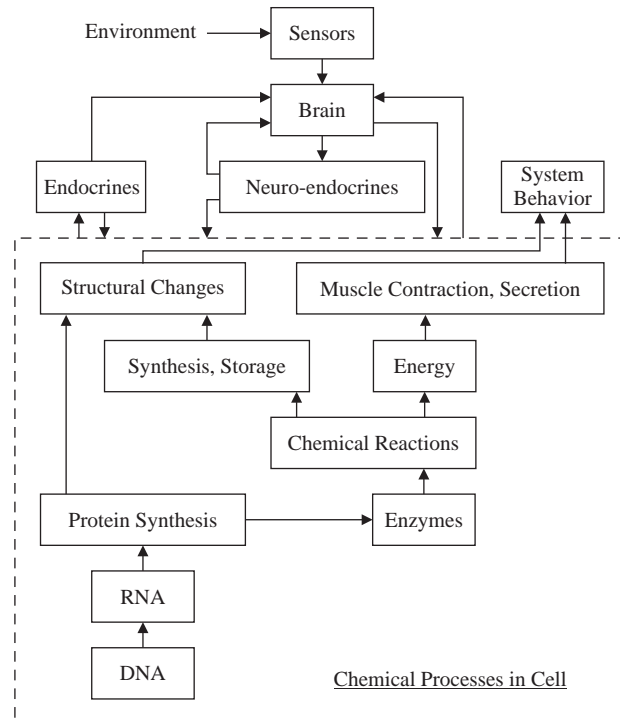 Environment
Sensors
Brain
Endocrines
Neuro-endocrines
System
Behavior
Structural Changes
Muscle Contraction, Secretion
Synthesis, Storage
Energy
Chemical Reactions
Protein Synthesis
Enzymes
RNA
DNA
Chemical Processes in Cell